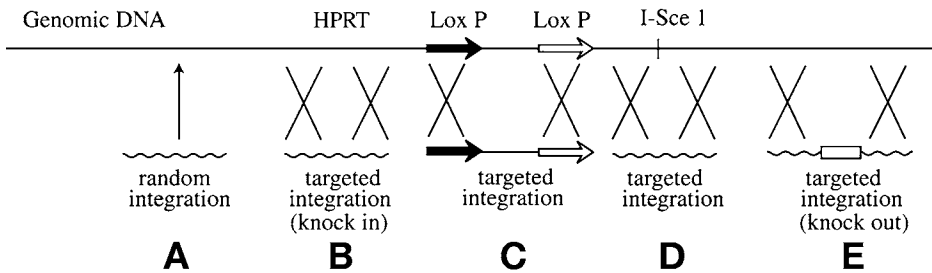 Genomic DNA HPRT Lox P Lox P I-Sce 1
random
integration
targeted
integration
(knock in)
targeted
integration
targeted
integration
targeted
integration
(knock out)
A B C D E